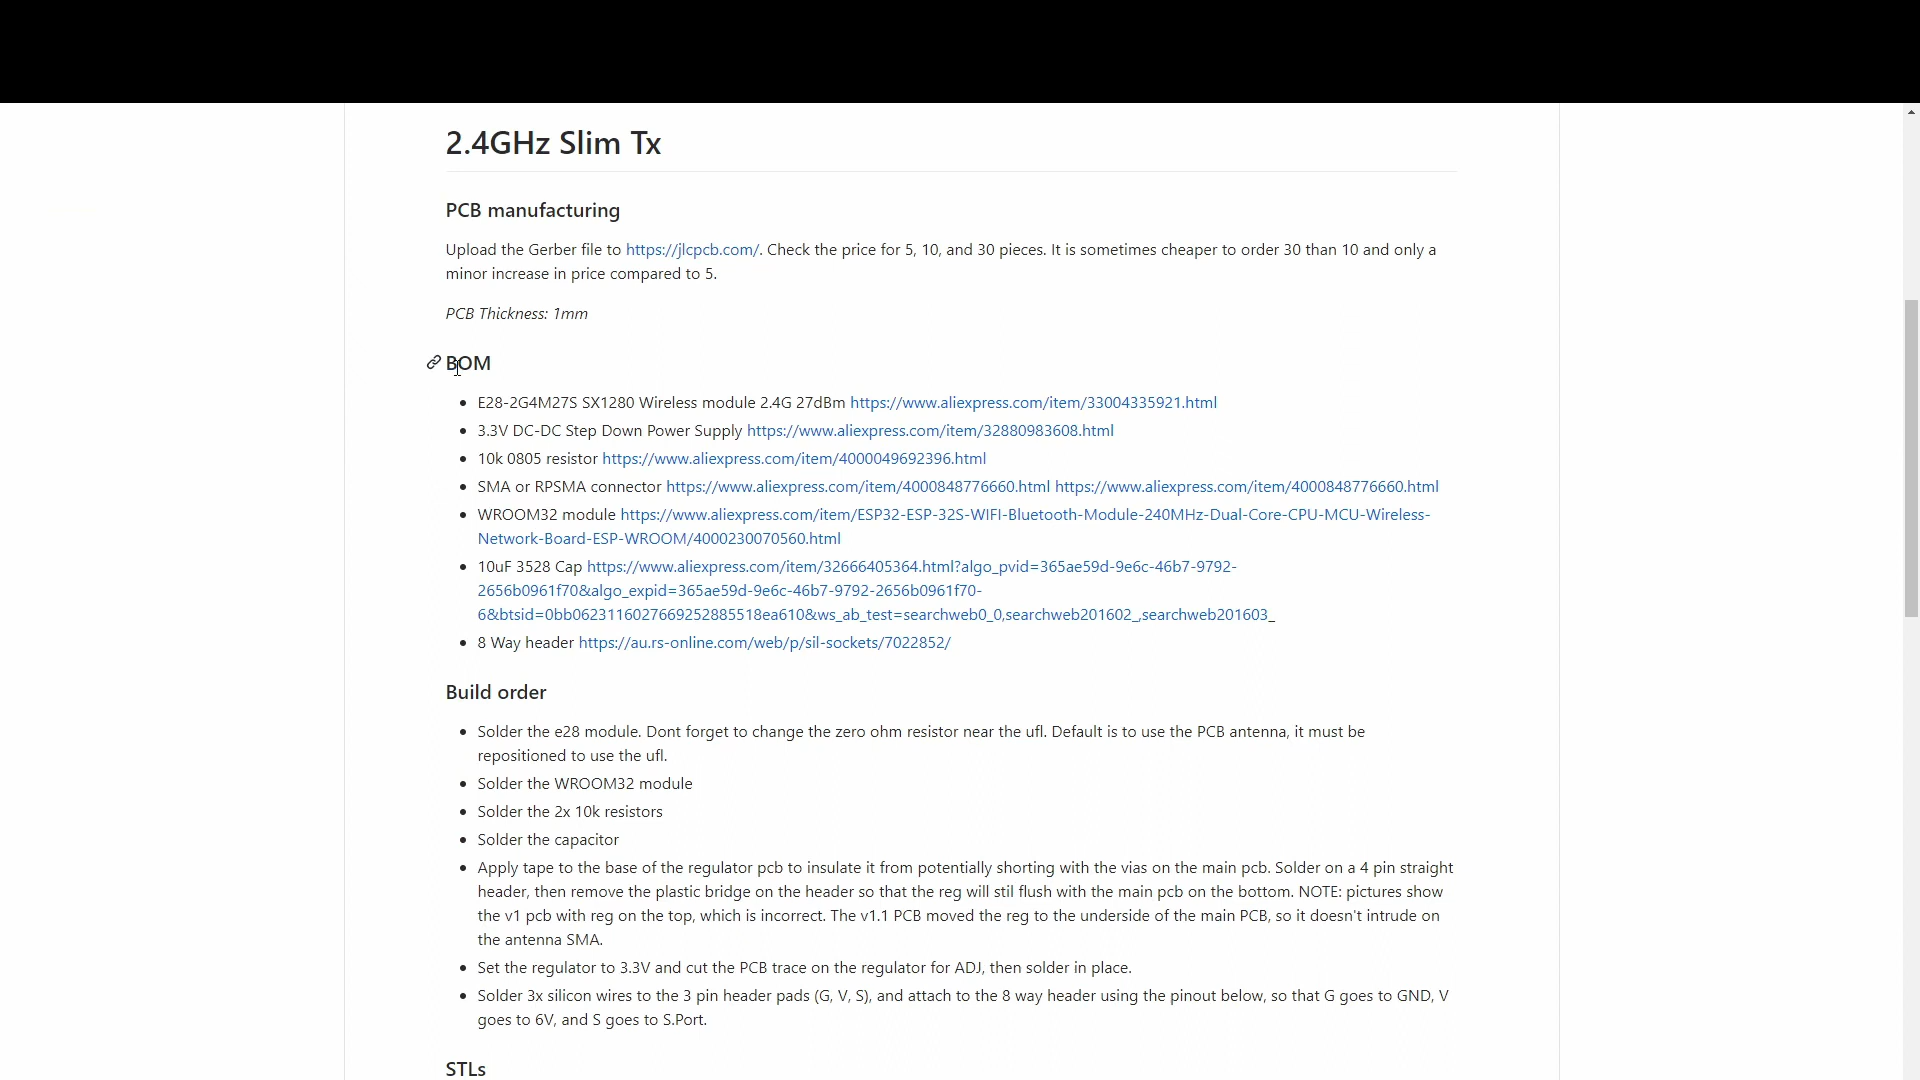 2.4GHz Slim Tx
PCB manufacturing
Upload the Gerber file to https://jlcpcb.com/. Check the price for 5, 10, and 30 pieces. It is sometimes cheaper to order 30 than 10 and only a
minor increase in price compared to 5.
PCB Thickness: 1mm
BOM
E28-2G4M27S SX1280 Wireless module 2.4G 27dBm https://www.aliexpress.com/item/33004335921.html
3.3V DC-DC Step Down Power Supply https://www.aliexpress.com/item/32880983608.html
10k 0805 resistor https://www.aliexpress.com/item/4000049692396.html
SMA or RPSMA connector https://www.aliexpress.com/item/4000848776660.html https://www.aliexpress.com/item/4000848776660.html
WROOM32 module https://www.aliexpress.com/item/ESP32-ESP-32S-WIFI-Bluetooth-Module-240MHz-Dual-Core-CPU-MCU-Wireless-
Network-Board-ESP-WROOM/4000230070560.html
10uF 3528 Cap https://www.aliexpress.com/item/32666405364.html?algo_pvid=365ae59d-9e6c-46b7-9792-
2656b0961f70&algo_expid=365ae59d-9e6c-46b7-9792-2656b0961f70-
6&btsid=0bb0623116027669252885518ea610&ws_ab_test=searchweb0_0,searchweb201602_,searchweb201603_
8 Way header https://au.rs-online.com/web/p/sil-sockets/7022852/
Build order
Solder the e28 module. Dont forget to change the zero ohm resistor near the ufl. Default is to use the PCB antenna, it must be
repositioned to use the ufl.
Solder the WROOM32 module
Solder the 2x 10k resistors
Solder the capacitor
Apply tape to the base of the regulator pcb to insulate it from potentially shorting with the vias on the main pcb. Solder on a 4 pin straight
header, then remove the plastic bridge on the header so that the reg will stil flush with the main pcb on the bottom. NOTE: pictures show
the v1 pcb with reg on the top, which is incorrect. The v1.1 PCB moved the reg to the underside of the main PCB, so it doesn't intrude on
the antenna SMA.
Set the regulator to 3.3V and cut the PCB trace on the regulator for ADJ, then solder in place.
Solder 3x silicon wires to the 3 pin header pads (G, V, S), and attach to the 8 way header using the pinout below, so that G goes to GND, V
goes to 6V, and S goes to S.Port.
STLs